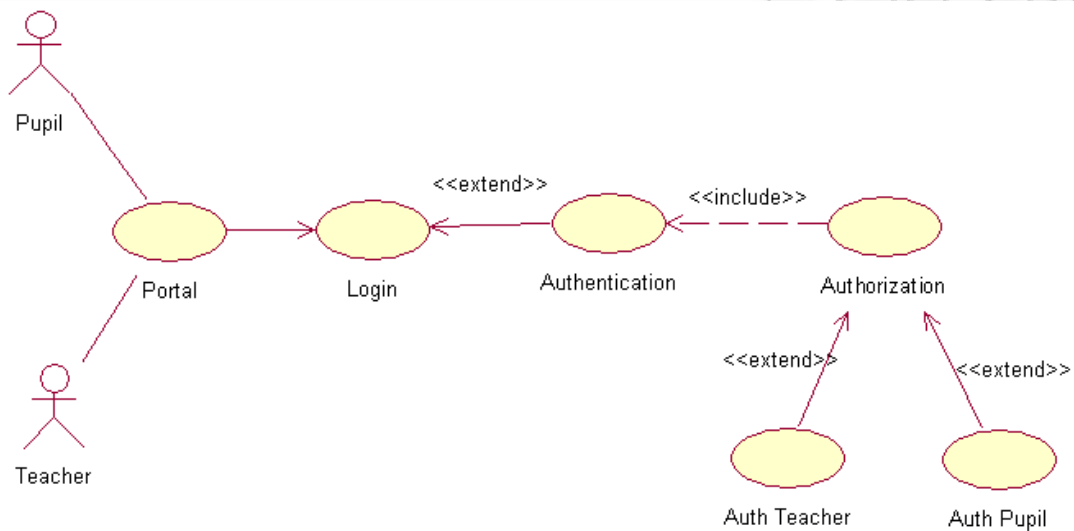 Pupil
<<extend>>
<<include>>
Portal
Login
Authentication
Authorization
<<extend>>
<<extend>>
Teacher
Auth Teacher
Auth Pupil